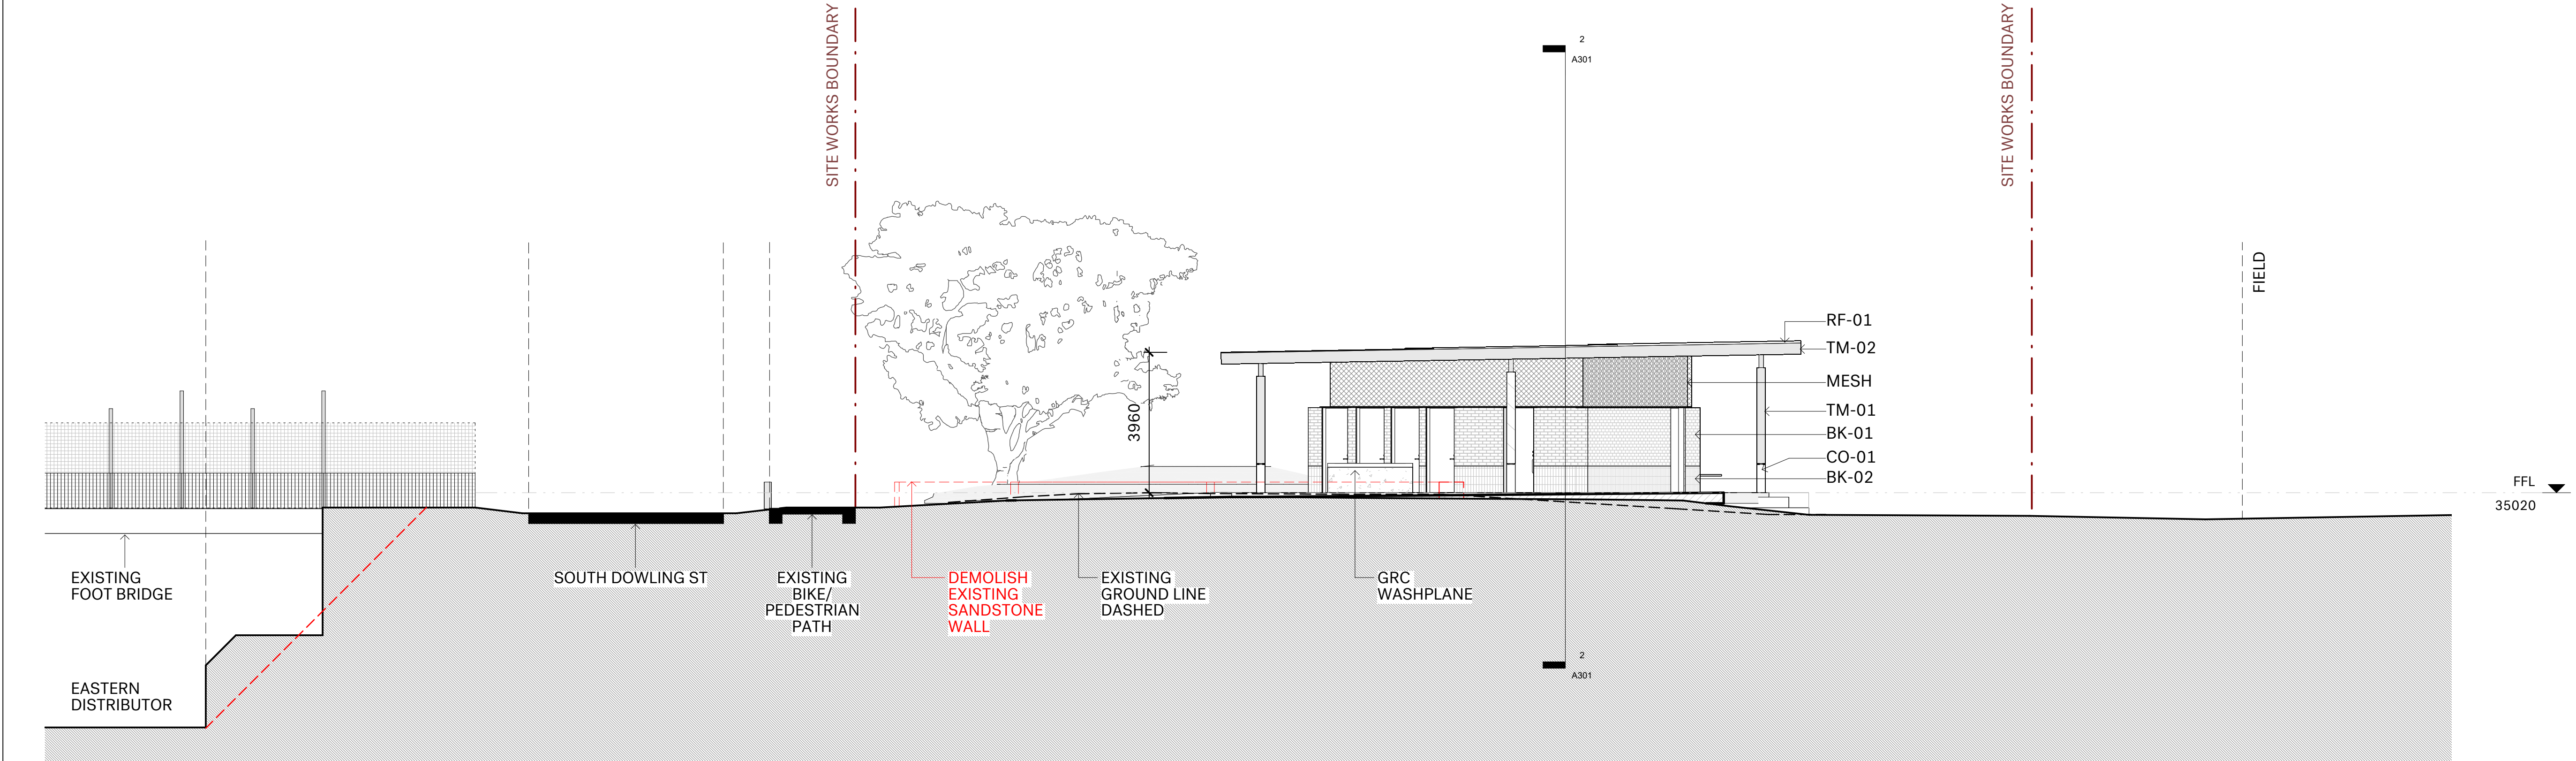 SITE WORKS BOUNDARY
SITE WORKS BOUNDARY
2
A301
FIELD
RF-01
TM-02
MESH
TM-01
BK-01
CO-01
BK-02
3960
FFL
35020
EXISTING
FOOT BRIDGE
SOUTH DOWLING ST
EXISTING
BIKE/
PEDESTRIAN
PATH
DEMOLISH
EXISTING
SANDSTONE
WALL
EXISTING
GROUND LINE
DASHED
GRC
WASHPLANE
2
A301
EASTERN
DISTRIBUTOR